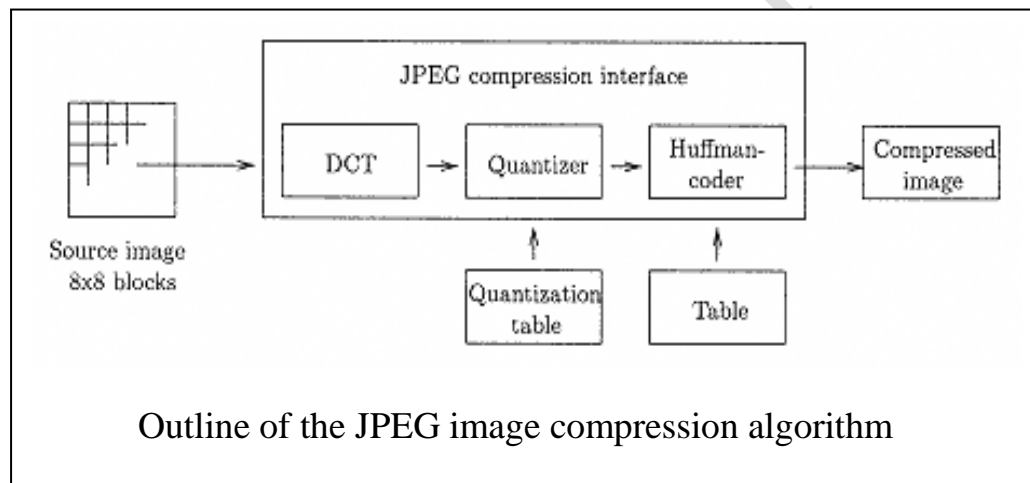 JPEG compression interface
DCT
Quantizer
Huffman-
coder
Compressed
image
Source image
8x8 blocks
Quantization
table
Table
Outline of the JPEG image compression algorithm